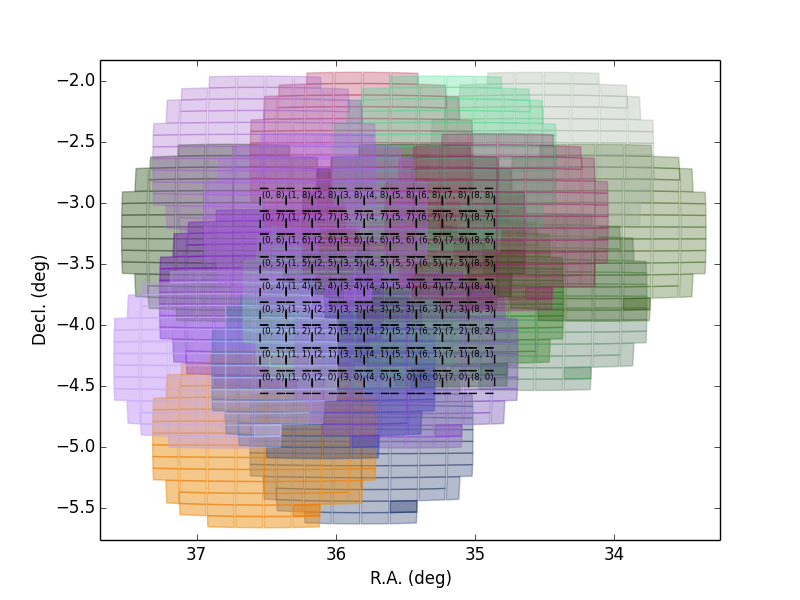 −2.0
−2.5
−3.0
−3.5
−4.0
−4.5
−5.0
−5.5
Decl. (deg)
(0, 8) (1, 8) (2, 8) (3, 8) (4, 8) (5, 8) (6, 8) (7, 8) (8, 8)
(0, 7) (1, 7) (2, 7) (3, 7) (4, 7) (5, 7) (6, 7) (7, 7) (8, 7)
(0, 6) (1, 6) (2, 6) (3, 6) (4, 6) (5, 6) (6, 6) (7, 6) (8, 6)
(0, 5) (1, 5) (2, 5) (3, 5) (4, 5) (5, 5) (6, 5) (7, 5) (8, 5)
(0, 4) (1, 4) (2, 4) (3, 4) (4, 4) (5, 4) (6, 4) (7, 4) (8, 4)
(0, 3) (1, 3) (2, 3) (3, 3) (4, 3) (5, 3) (6, 3) (7, 3) (8, 3)
(0, 2) (1, 2) (2, 2) (3, 2) (4, 2) (5, 2) (6, 2) (7, 2) (8, 2)
(0, 1) (1, 1) (2, 1) (3, 1) (4, 1) (5, 1) (6, 1) (7, 1) (8, 1)
(0, 0) (1, 0) (2, 0) (3, 0) (4, 0) (5, 0) (6, 0) (7, 0) (8, 0)
37 36 35 34
R.A. (deg)